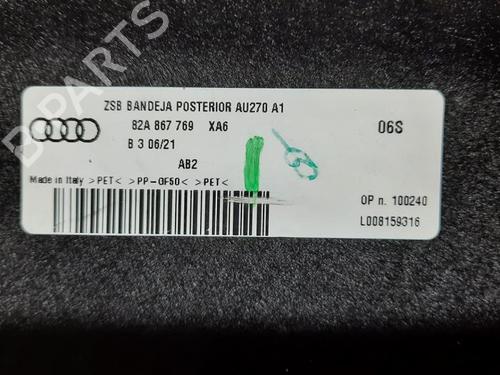 ZSB BANDEJA POSTERIOR AU270 A1
82A 867 769 XA6 06S
B 3 06/21
AB2
Made in Italy >PET< >PP-GF50< >PET<
OP n. 100240
L008159316
B-PARTS